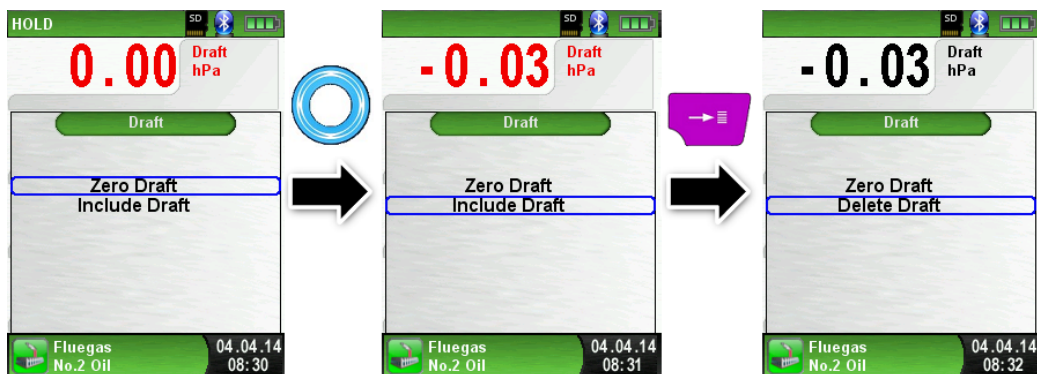 HOLD
SD
0.00 Draft
hPa
Draft
Zero Draft
Include Draft
Fluegas 04.04.14
No.2 Oil 08:30
SD
-0.03 Draft
hPa
Draft
Zero Draft
Include Draft
Fluegas 04.04.14
No.2 Oil 08:31
SD
-0.03 Draft
hPa
Draft
Zero Draft
Delete Draft
Fluegas 04.04.14
No.2 Oil 08:32